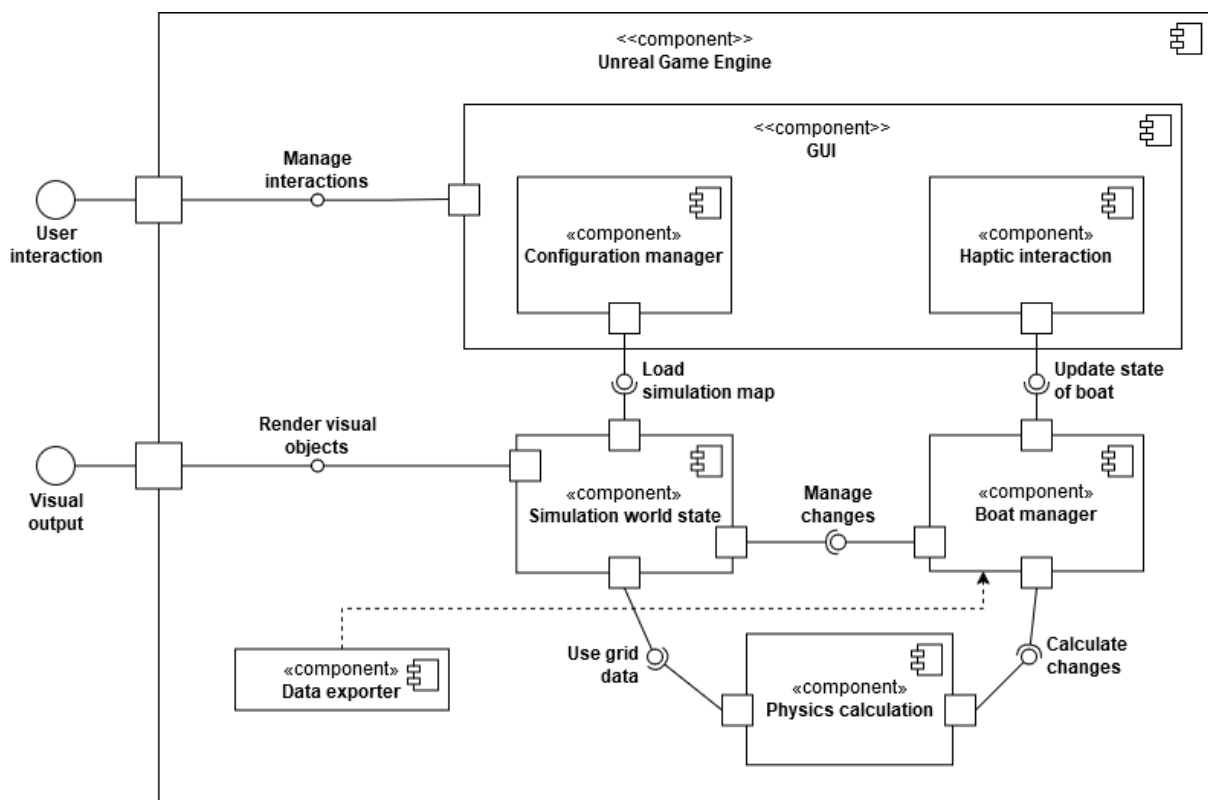 <<component>>
Unreal Game Engine
<<component>>
GUI
Manage
interactions
User
interaction
«component»
Configuration manager
«component»
Haptic interaction
Load
simulation map
Update state
of boat
Render visual
objects
Visual
output
«component»
Simulation world state
Manage
changes
«component»
Boat manager
Use grid
data
Calculate
changes
«component»
Data exporter
«component»
Physics calculation